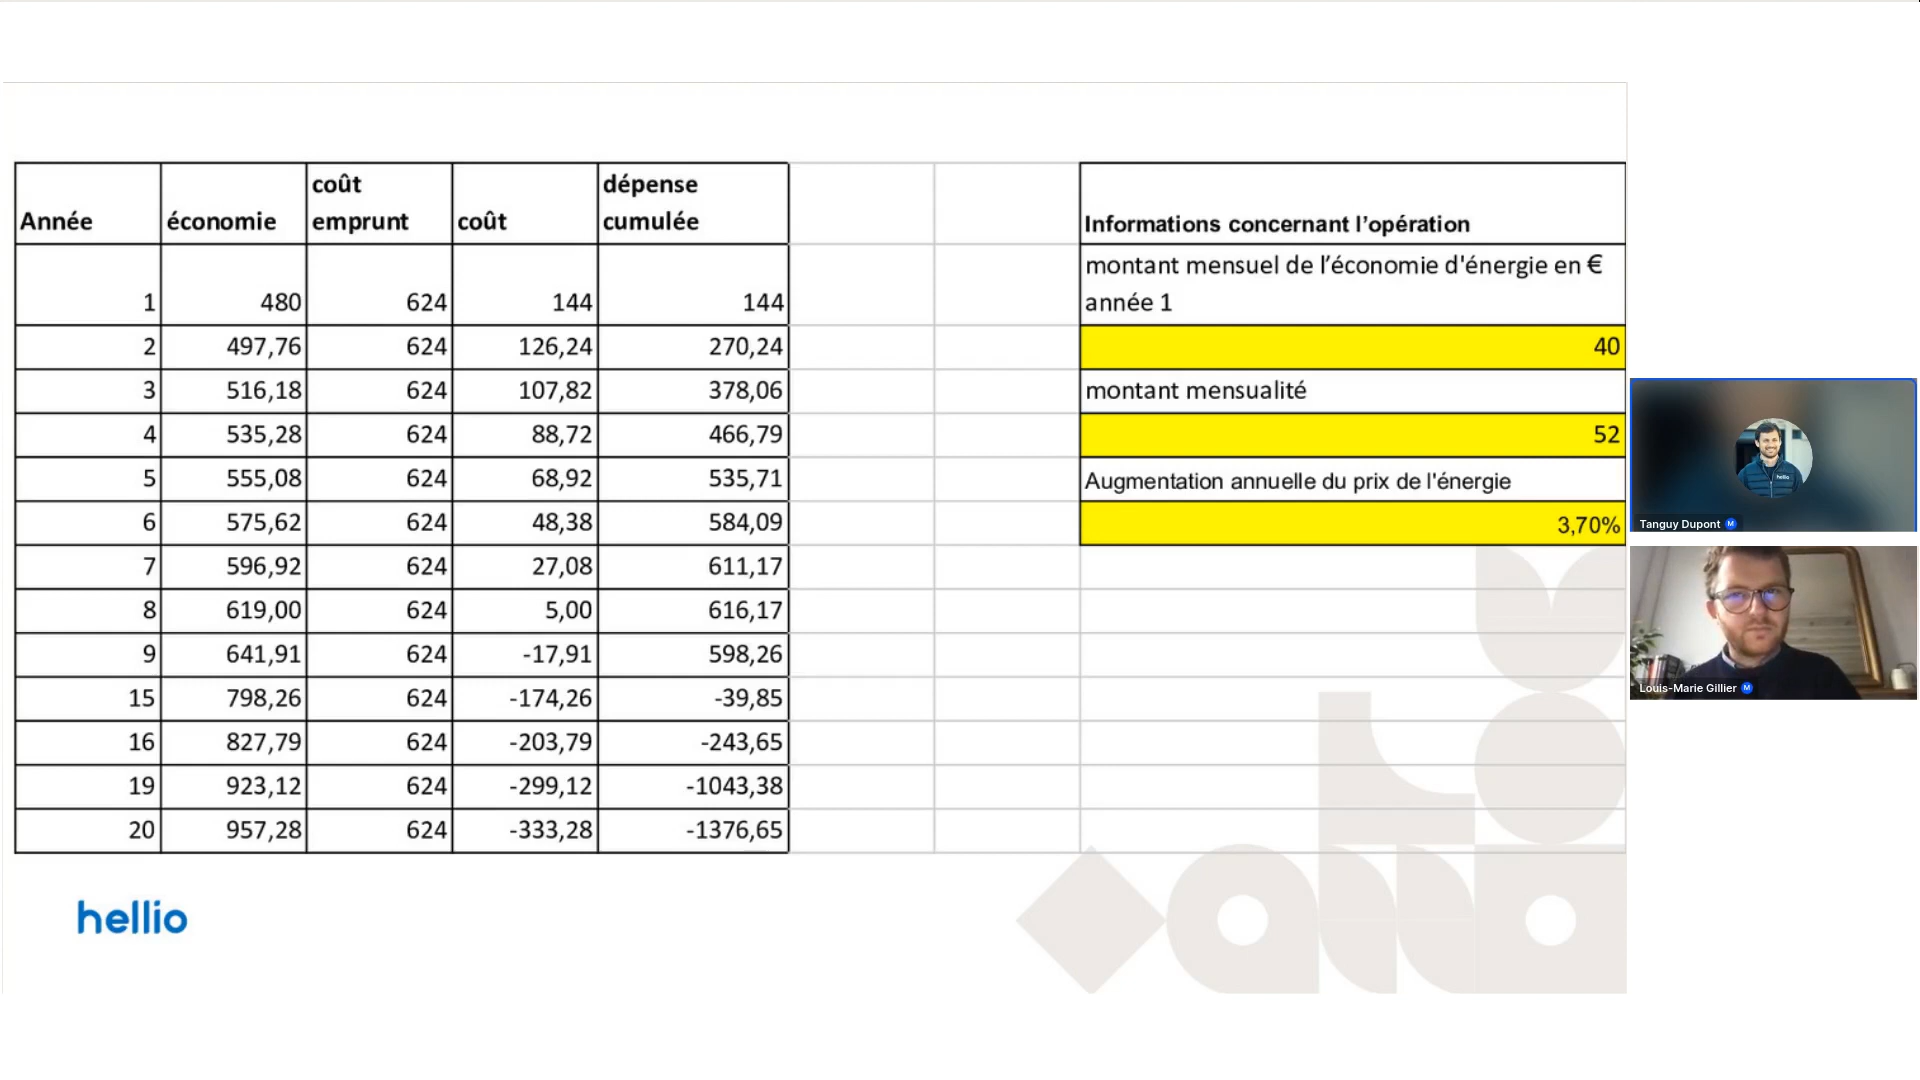 Année économie coût emprunt coût dépense cumulée
1 480 624 144 144
2 497,76 624 126,24 270,24
3 516,18 624 107,82 378,06
4 535,28 624 88,72 466,79
5 555,08 624 68,92 535,71
6 575,62 624 48,38 584,09
7 596,92 624 27,08 611,17
8 619,00 624 5,00 616,17
9 641,91 624 -17,91 598,26
15 798,26 624 -174,26 -39,85
16 827,79 624 -203,79 -243,65
19 923,12 624 -299,12 -1043,38
20 957,28 624 -333,28 -1376,65
Informations concernant l’opération
montant mensuel de l’économie d'énergie en €
année 1
40
montant mensualité
52
Augmentation annuelle du prix de l'énergie
3,70%
hellio
hellio
Tanguy Dupont M
Louis-Marie Gillier M